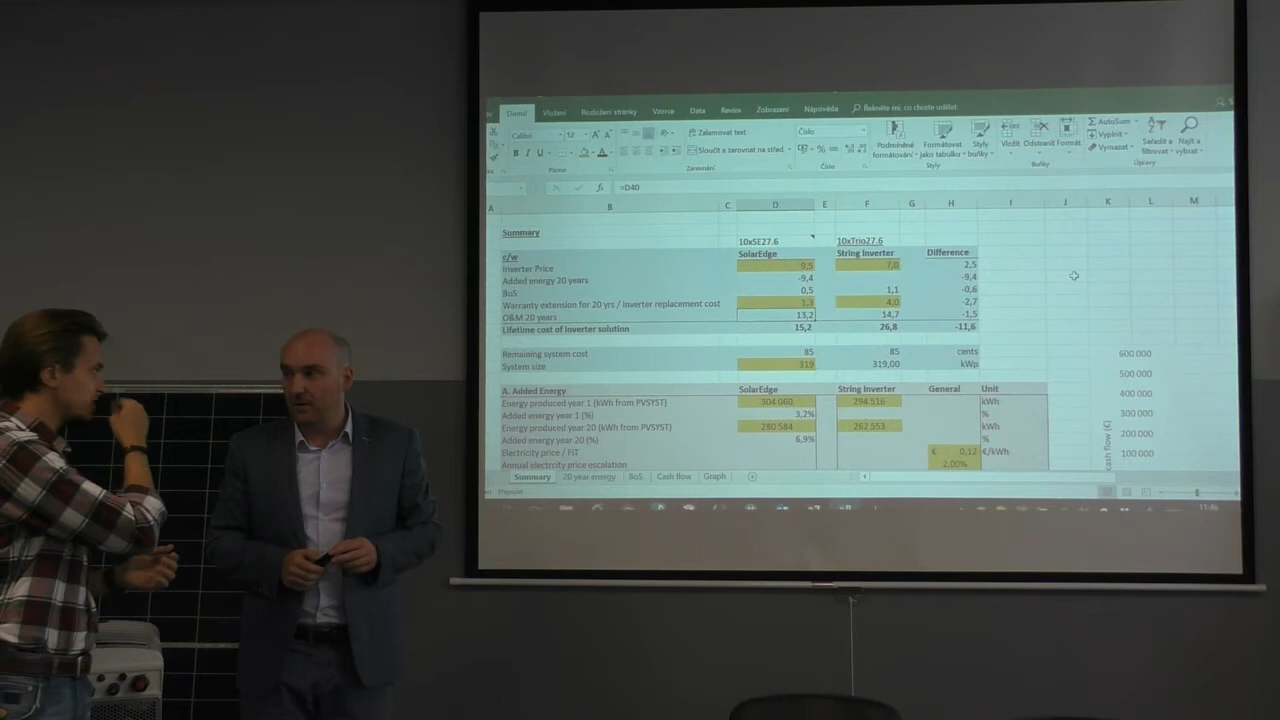 Domů Vložení Rozložení stránky Vzorce Data Revize Zobrazení Nápověda Řekněte mi, co chcete udělat.
Calibri 12 A A Zalamovat text Číslo AutoSum
B I U A Sloučit a zarovnat na střed % 000 Podmíněné formátování Formátovat jako tabulku Styly buňky Vložit Odstranit Formát Vyplnit Vymazat Seřadit a filtrovat Najít a vybrat
Písmo Zarovnání Číslo Styly Buňky Úpravy
fx =D40
A B C D E F G H I J K L M
Summary
10xSE27.6 10xTrio27.6
c/w SolarEdge String Inverter Difference
Inverter Price 9,5 7,0 2,5
Added energy 20 years -9,4 -9,4
BoS 0,5 1,1 -0,6
Warranty extension for 20 yrs / Inverter replacement cost 1,3 4,0 -2,7
O&M 20 years 13,2 14,7 -1,5
Lifetime cost of inverter solution 15,2 26,8 -11,6
Remaining system cost 85 85 cents
System size 319 319,00 kWp
A. Added Energy SolarEdge String Inverter General Unit
Energy produced year 1 (kWh from PVSYST) 304 060 294 516 kWh
Added energy year 1 (%) 3,2% %
Energy produced year 20 (kWh from PVSYST) 280 584 262 553 kWh
Added energy year 20 (%) 6,9% %
Electricity price / FiT € 0,12 €/kWh
Annual electricity price escalation 2,00%
600 000
500 000
400 000
300 000
200 000
100 000
cash flow (€)
Summary 20 year energy BoS Cash flow Graph
11:46